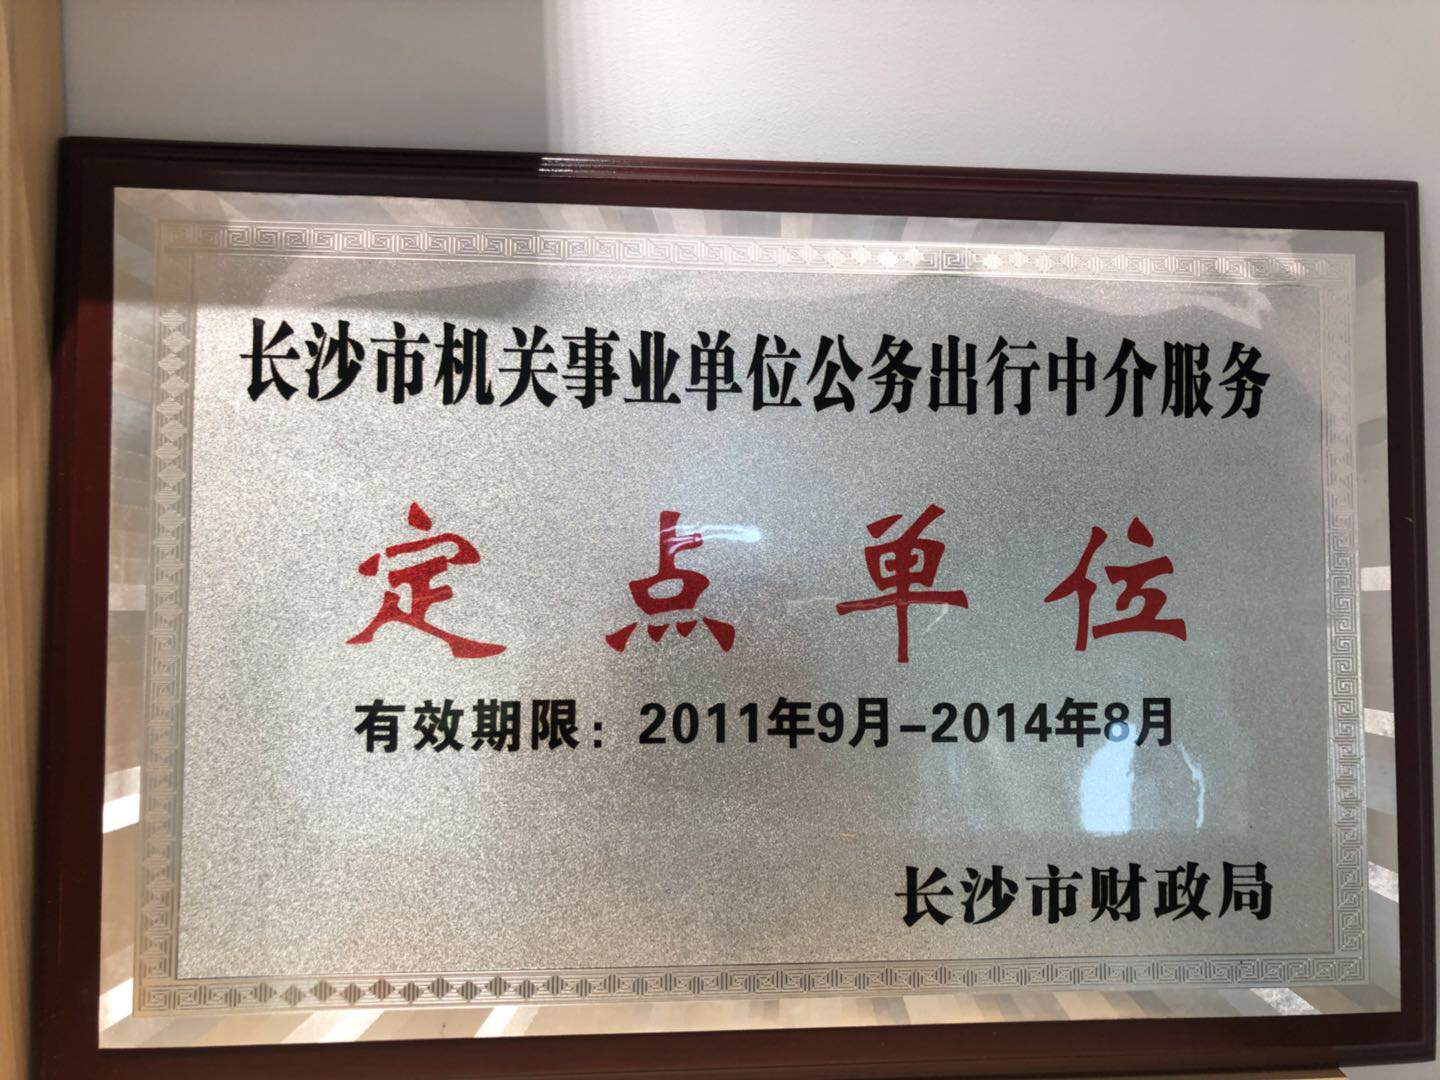 长沙市机关事业单位公务出行中介服务
定点单位
有效期限：2011年9月-2014年8月
长沙市财政局